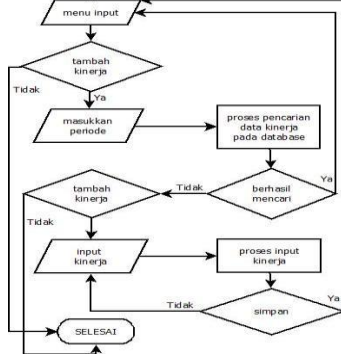 menu input
tambah
kinerja
Tidak
Ya
masukkan
periode
proses pencarian
data kinerja
pada database
Ya
tambah
kinerja
Tidak
berhasil
mencari
Tidak
input
kinerja
proses input
kinerja
Tidak
Ya
simpan
SELESAI